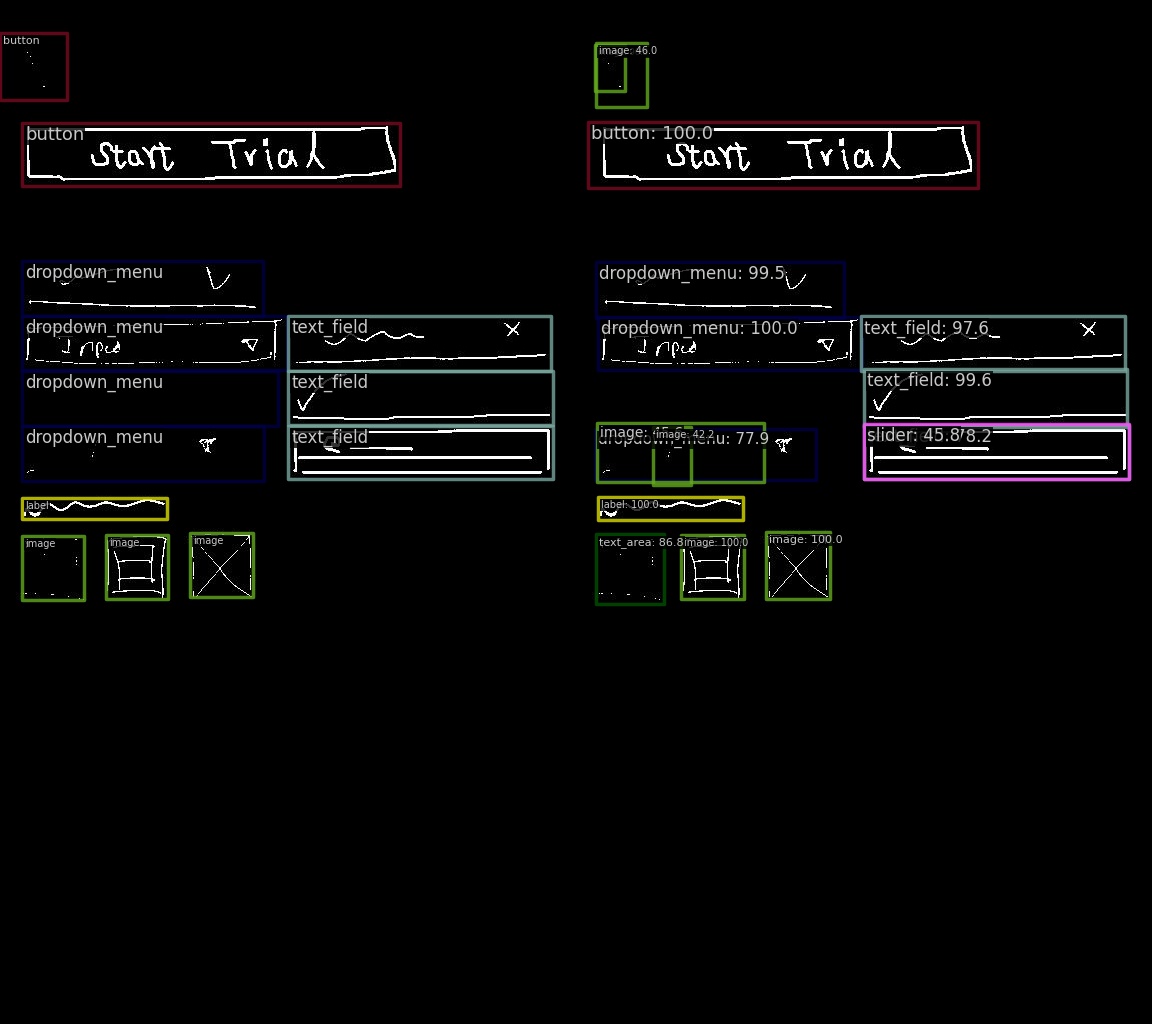 button
image: 46.0
button
Start Trial
button: 100.0
Start Trial
dropdown_menu
dropdown_menu: 99.5
dropdown_menu
Input
text_field
dropdown_menu: 100.0
Input
text_field: 97.6
dropdown_menu
text_field
text_field: 99.6
dropdown_menu
text_field
image: 45.6
image: 42.2
dropdown_menu: 77.9
slider: 45.8
label
label: 100.0
image
image
image
text_area: 86.8
image: 100.0
image: 100.0